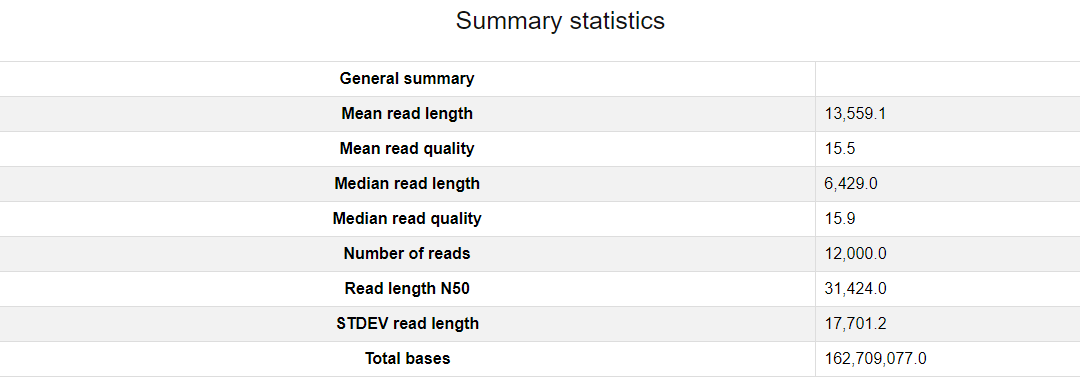 Summary statistics
General summary
Mean read length 13,559.1
Mean read quality 15.5
Median read length 6,429.0
Median read quality 15.9
Number of reads 12,000.0
Read length N50 31,424.0
STDEV read length 17,701.2
Total bases 162,709,077.0